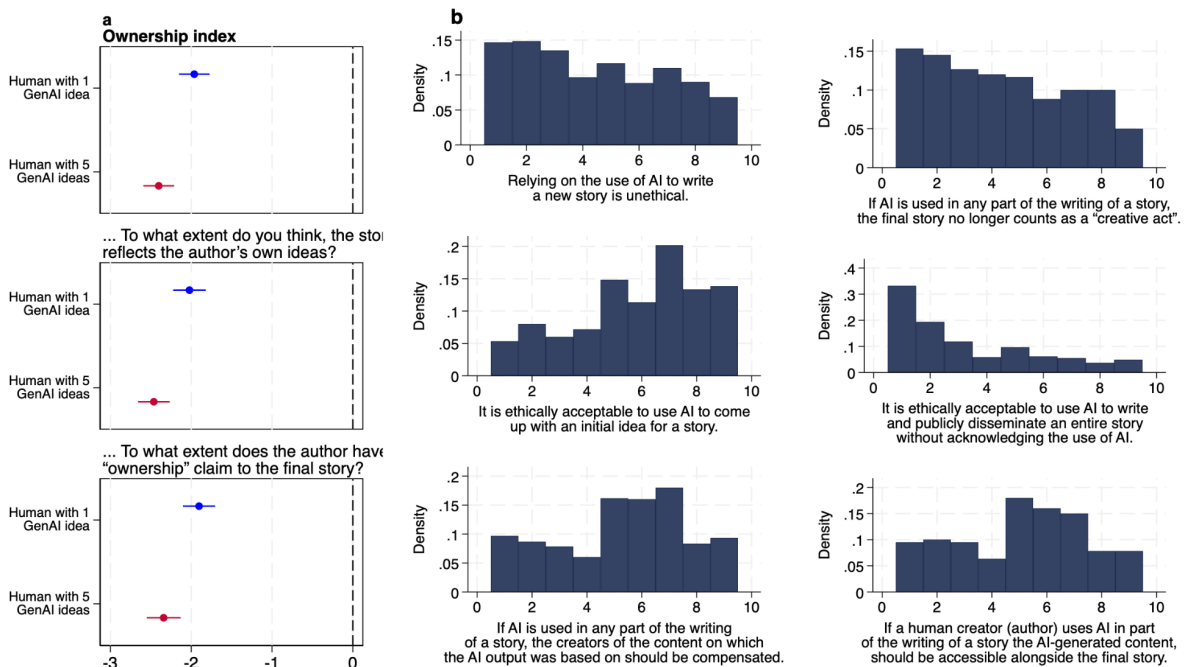 a
Ownership index
Human with 1
GenAI idea
Human with 5
GenAI ideas
... To what extent do you think, the
reflects the author's own ideas?
Human with 1
GenAI idea
Human with 5
GenAI ideas
... To what extent does the author have
"ownership" claim to the final story?
Human with 1
GenAI idea
Human with 5
GenAI ideas
-3 -2 -1 0
b
Density
.15
.1
.05
0
0 2 4 6 8 10
Relying on the use of AI to write
a new story is unethical.
Density
.15
.1
.05
0
0 2 4 6 8 10
If AI is used in any part of the writing of a story,
the final story no longer counts as a “creative act”.
Density
.2
.15
.1
.05
0
0 2 4 6 8 10
It is ethically acceptable to use AI to come
up with an initial idea for a story.
Density
.4
.3
.2
.1
0
0 2 4 6 8 10
It is ethically acceptable to use AI to write
and publicly disseminate an entire story
without acknowledging the use of AI.
Density
.2
.15
.1
.05
0
0 2 4 6 8 10
If AI is used in any part of the writing
of a story, the creators of the content on which
the AI output was based on should be compensated.
Density
.2
.15
.1
.05
0
0 2 4 6 8 10
If a human creator (author) uses AI in part
of the writing of a story the AI-generated content,
should be accessible alongside the final story.